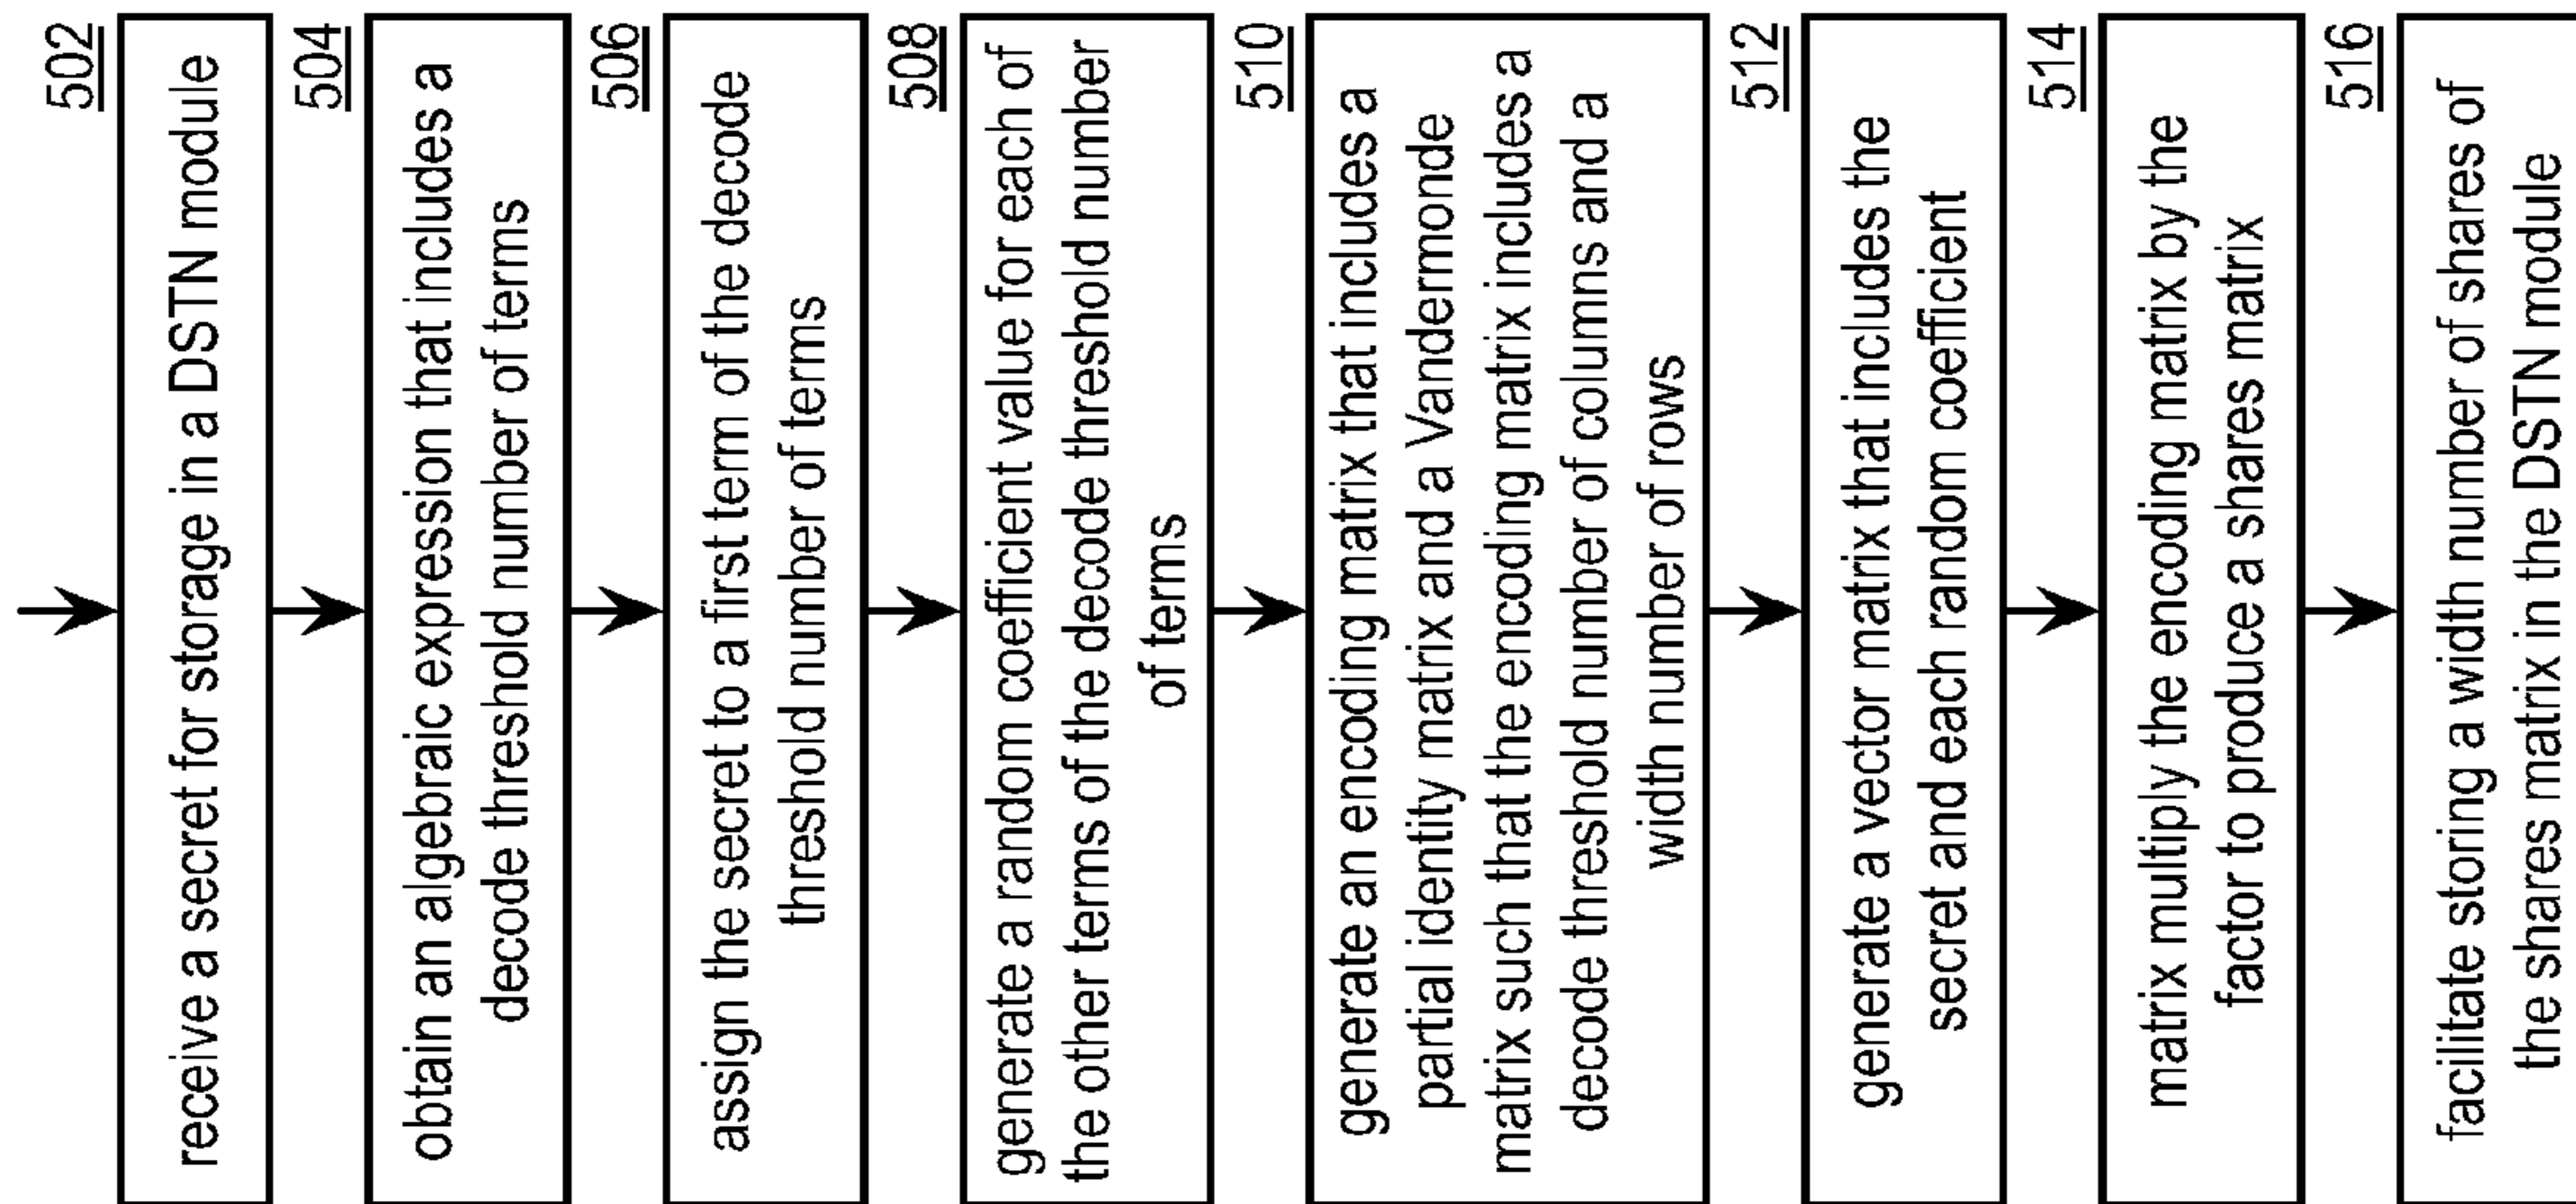 502
receive a secret for storage in a DSTN module
504
obtain an algebraic expression that includes a
decode threshold number of terms
506
assign the secret to a first term of the decode
threshold number of terms
508
generate a random coefficient value for each of
the other terms of the decode threshold number
of terms
510
generate an encoding matrix that includes a
partial identity matrix and a Vandermonde
matrix such that the encoding matrix includes a
decode threshold number of columns and a
width number of rows
512
generate a vector matrix that includes the
secret and each random coefficient
514
matrix multiply the encoding matrix by the
factor to produce a shares matrix
516
facilitate storing a width number of shares of
the shares matrix in the DSTN module